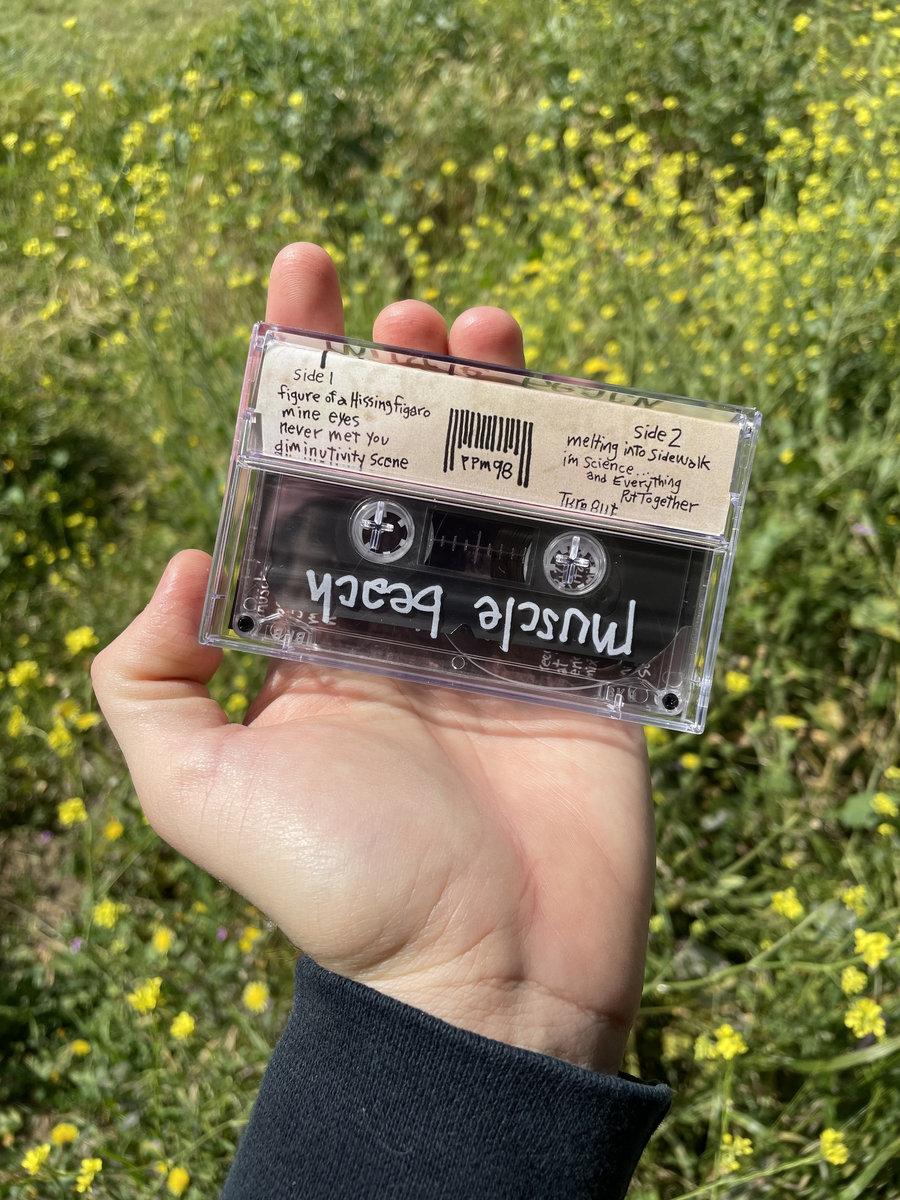 Side 1
figure of a Hissing figaro
mine eyes
never met you
diminutivity scene
PPM98
side 2
melting into sidewalk
i'm science...
and Everything
Put Together
muscle beach